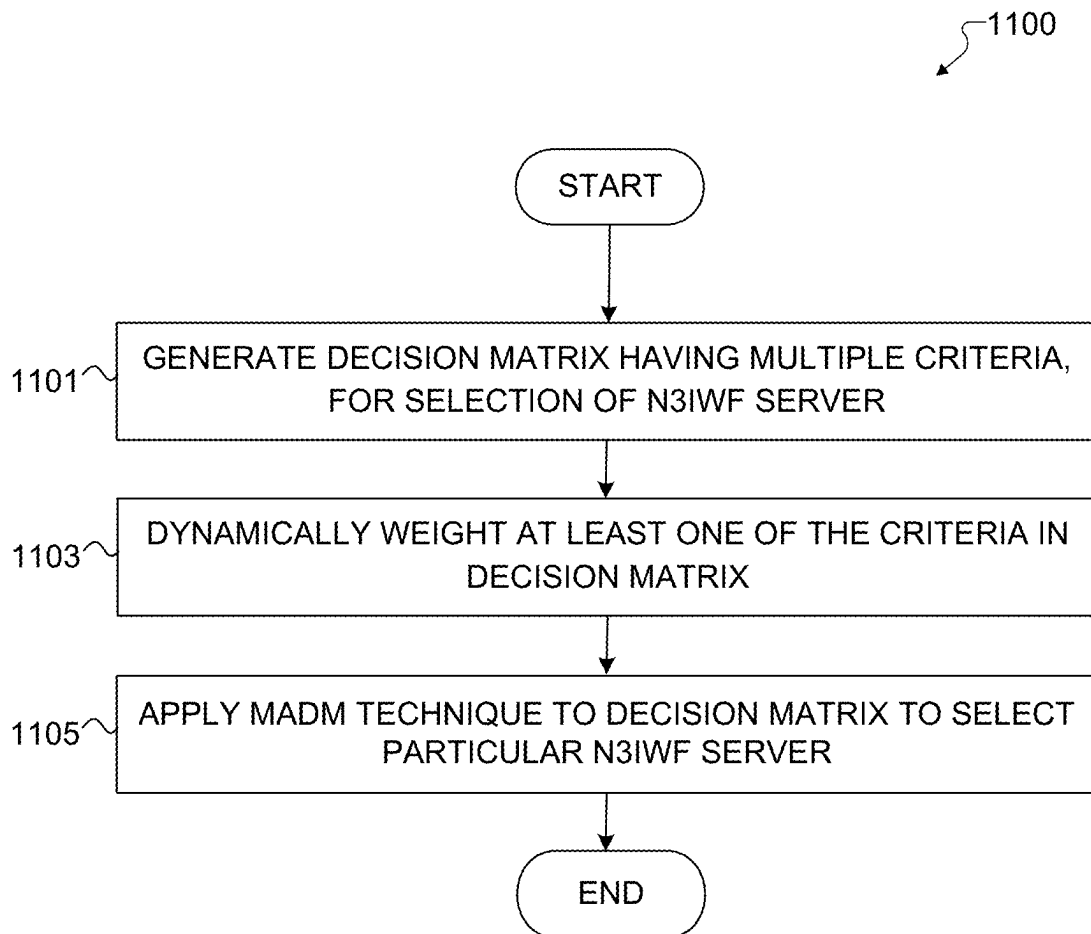 1100
START
1101
GENERATE DECISION MATRIX HAVING MULTIPLE CRITERIA,
FOR SELECTION OF N3IWF SERVER
1103
DYNAMICALLY WEIGHT AT LEAST ONE OF THE CRITERIA IN
DECISION MATRIX
1105
APPLY MADM TECHNIQUE TO DECISION MATRIX TO SELECT
PARTICULAR N3IWF SERVER
END